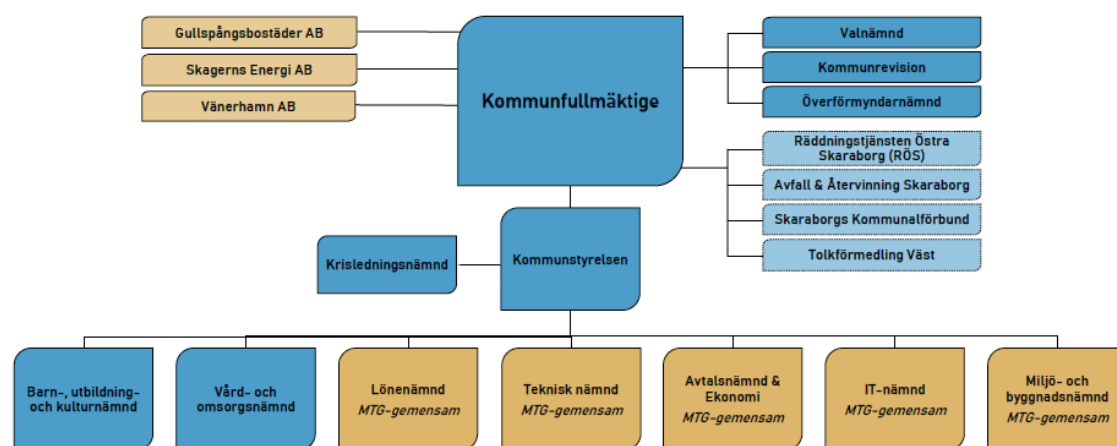 Gullspångsbostäder AB
Skagerns Energi AB
Vänerhamn AB
Kommunfullmäktige
Valnämnd
Kommunrevision
Överförmyndarnämnd
Räddningstjänsten Östra
Skaraborg (RÖS)
Avfall & Återvinning Skaraborg
Skaraborgs Kommunalförbund
Tolkförmedling Väst
Krisledningsnämnd
Kommunstyrelsen
Barn-, utbildning-
och kulturnämnd
Vård- och
omsorgsnämnd
Lönenämnd
MTG-gemensam
Teknisk nämnd
MTG-gemensam
Avtalsnämnd &
Ekonomi
MTG-gemensam
IT-nämnd
MTG-gemensam
Miljö- och
byggnadsnämnd
MTG-gemensam